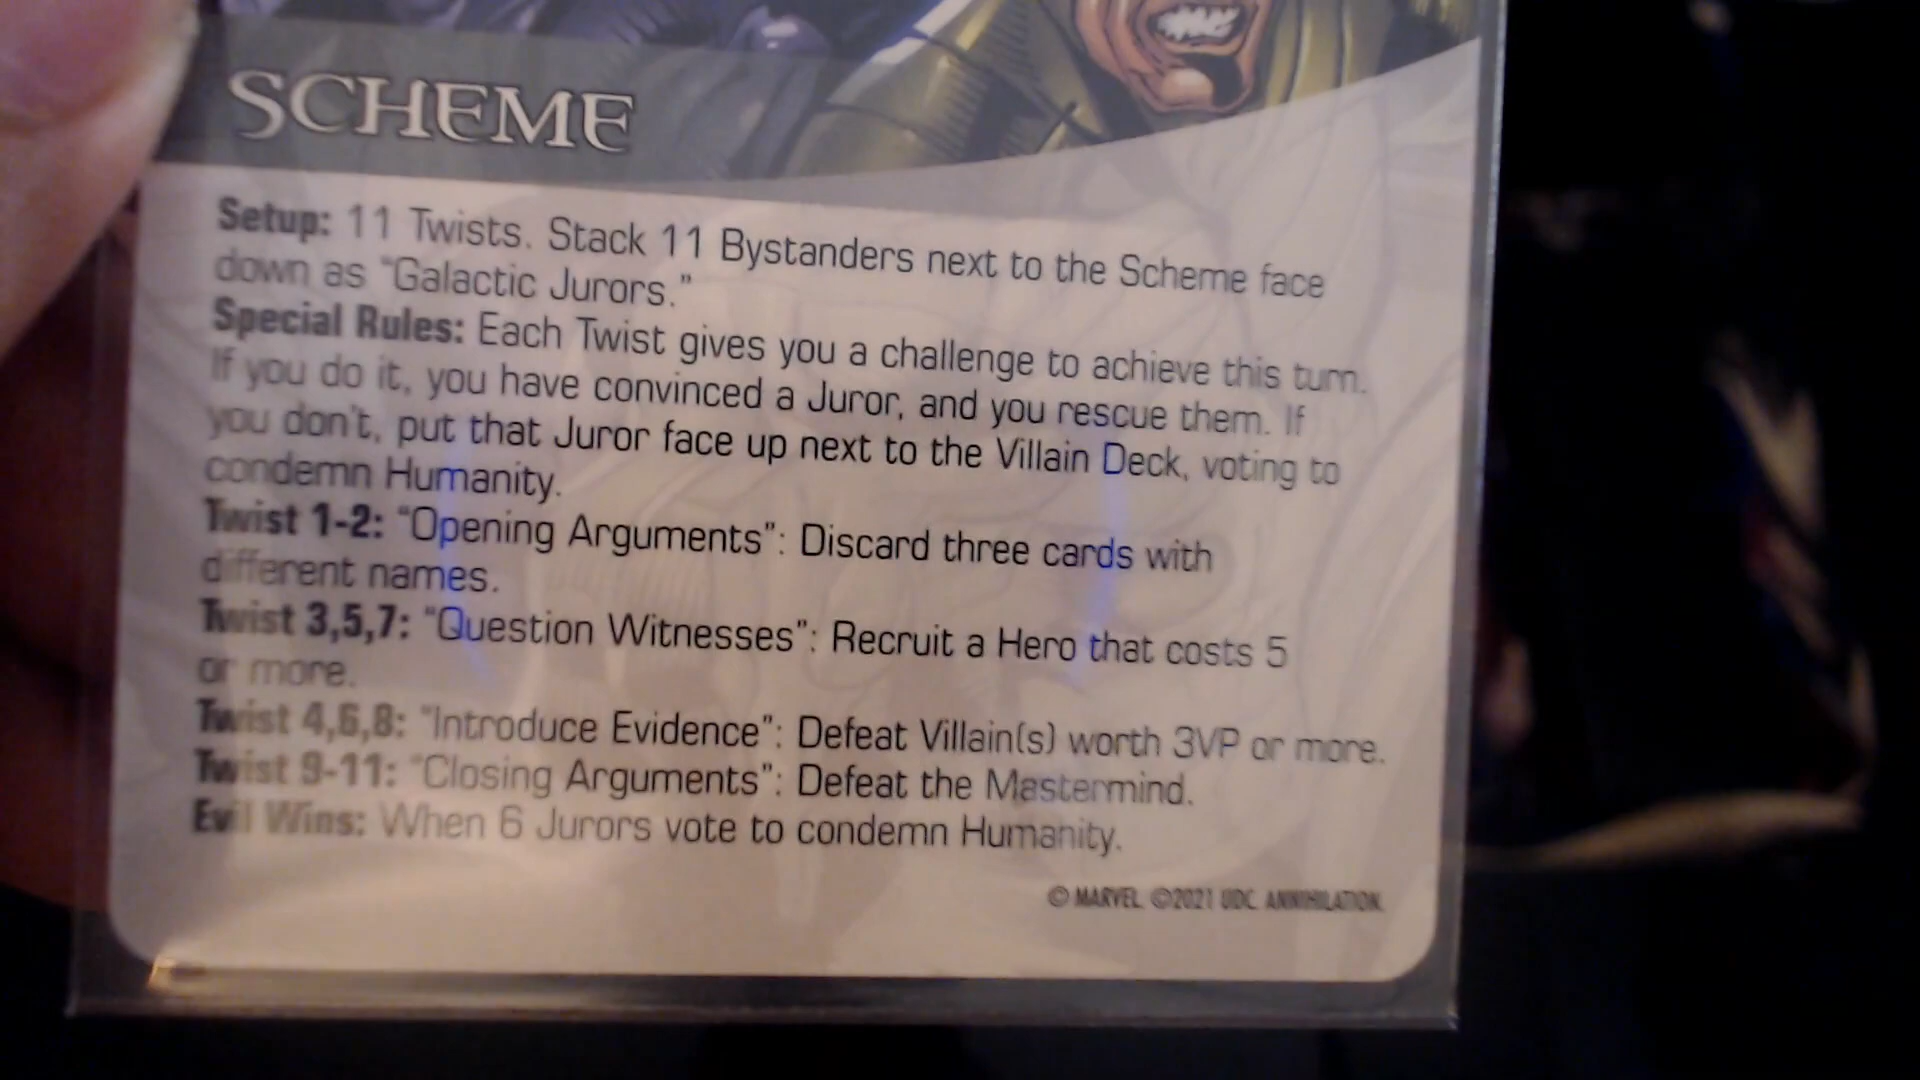 SCHEME
Setup: 11 Twists. Stack 11 Bystanders next to the Scheme face
down as "Galactic Jurors."
Special Rules: Each Twist gives you a challenge to achieve this turn.
If you do it, you have convinced a Juror, and you rescue them. If
you don't, put that Juror face up next to the Villain Deck, voting to
condemn Humanity.
Twist 1-2: "Opening Arguments": Discard three cards with
different names.
Twist 3,5,7: "Question Witnesses": Recruit a Hero that costs 5
or more.
Twist 4,6,8: "Introduce Evidence": Defeat Villain(s) worth 3VP or more.
Twist 9-11: "Closing Arguments": Defeat the Mastermind.
Evil Wins: When 6 Jurors vote to condemn Humanity.
© MARVEL. ©2021 UDC. ANNIHILATION.